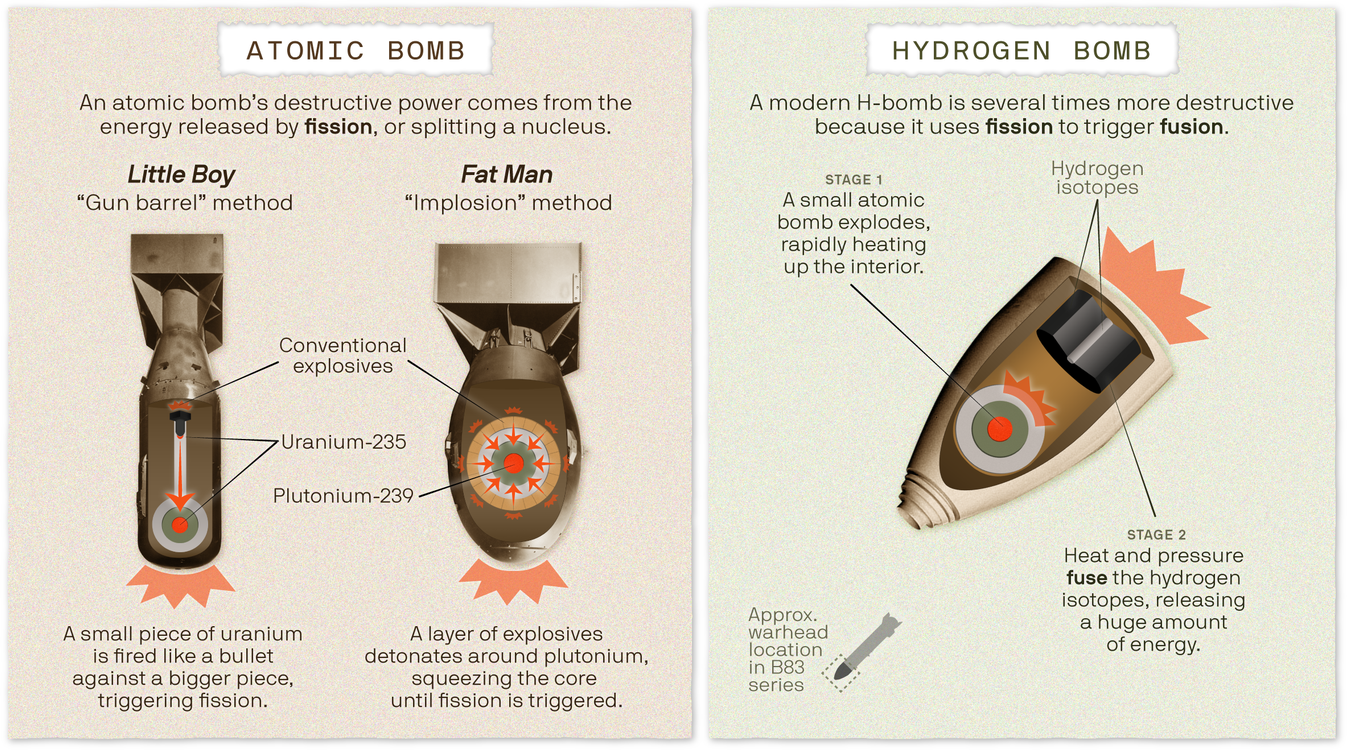 ATOMIC BOMB
An atomic bomb's destructive power comes from the
energy released by fission, or splitting a nucleus.
Little Boy
“Gun barrel” method
Fat Man
“Implosion” method
Conventional
explosives
Uranium-235
Plutonium-239
A small piece of uranium
is fired like a bullet
against a bigger piece,
triggering fission.
A layer of explosives
detonates around plutonium,
squeezing the core
until fission is triggered.
HYDROGEN BOMB
A modern H-bomb is several times more destructive
because it uses fission to trigger fusion.
STAGE 1
A small atomic
bomb explodes,
rapidly heating
up the interior.
Hydrogen
isotopes
STAGE 2
Heat and pressure
fuse the hydrogen
isotopes, releasing
a huge amount
of energy.
Approx.
warhead
location
in B83
series